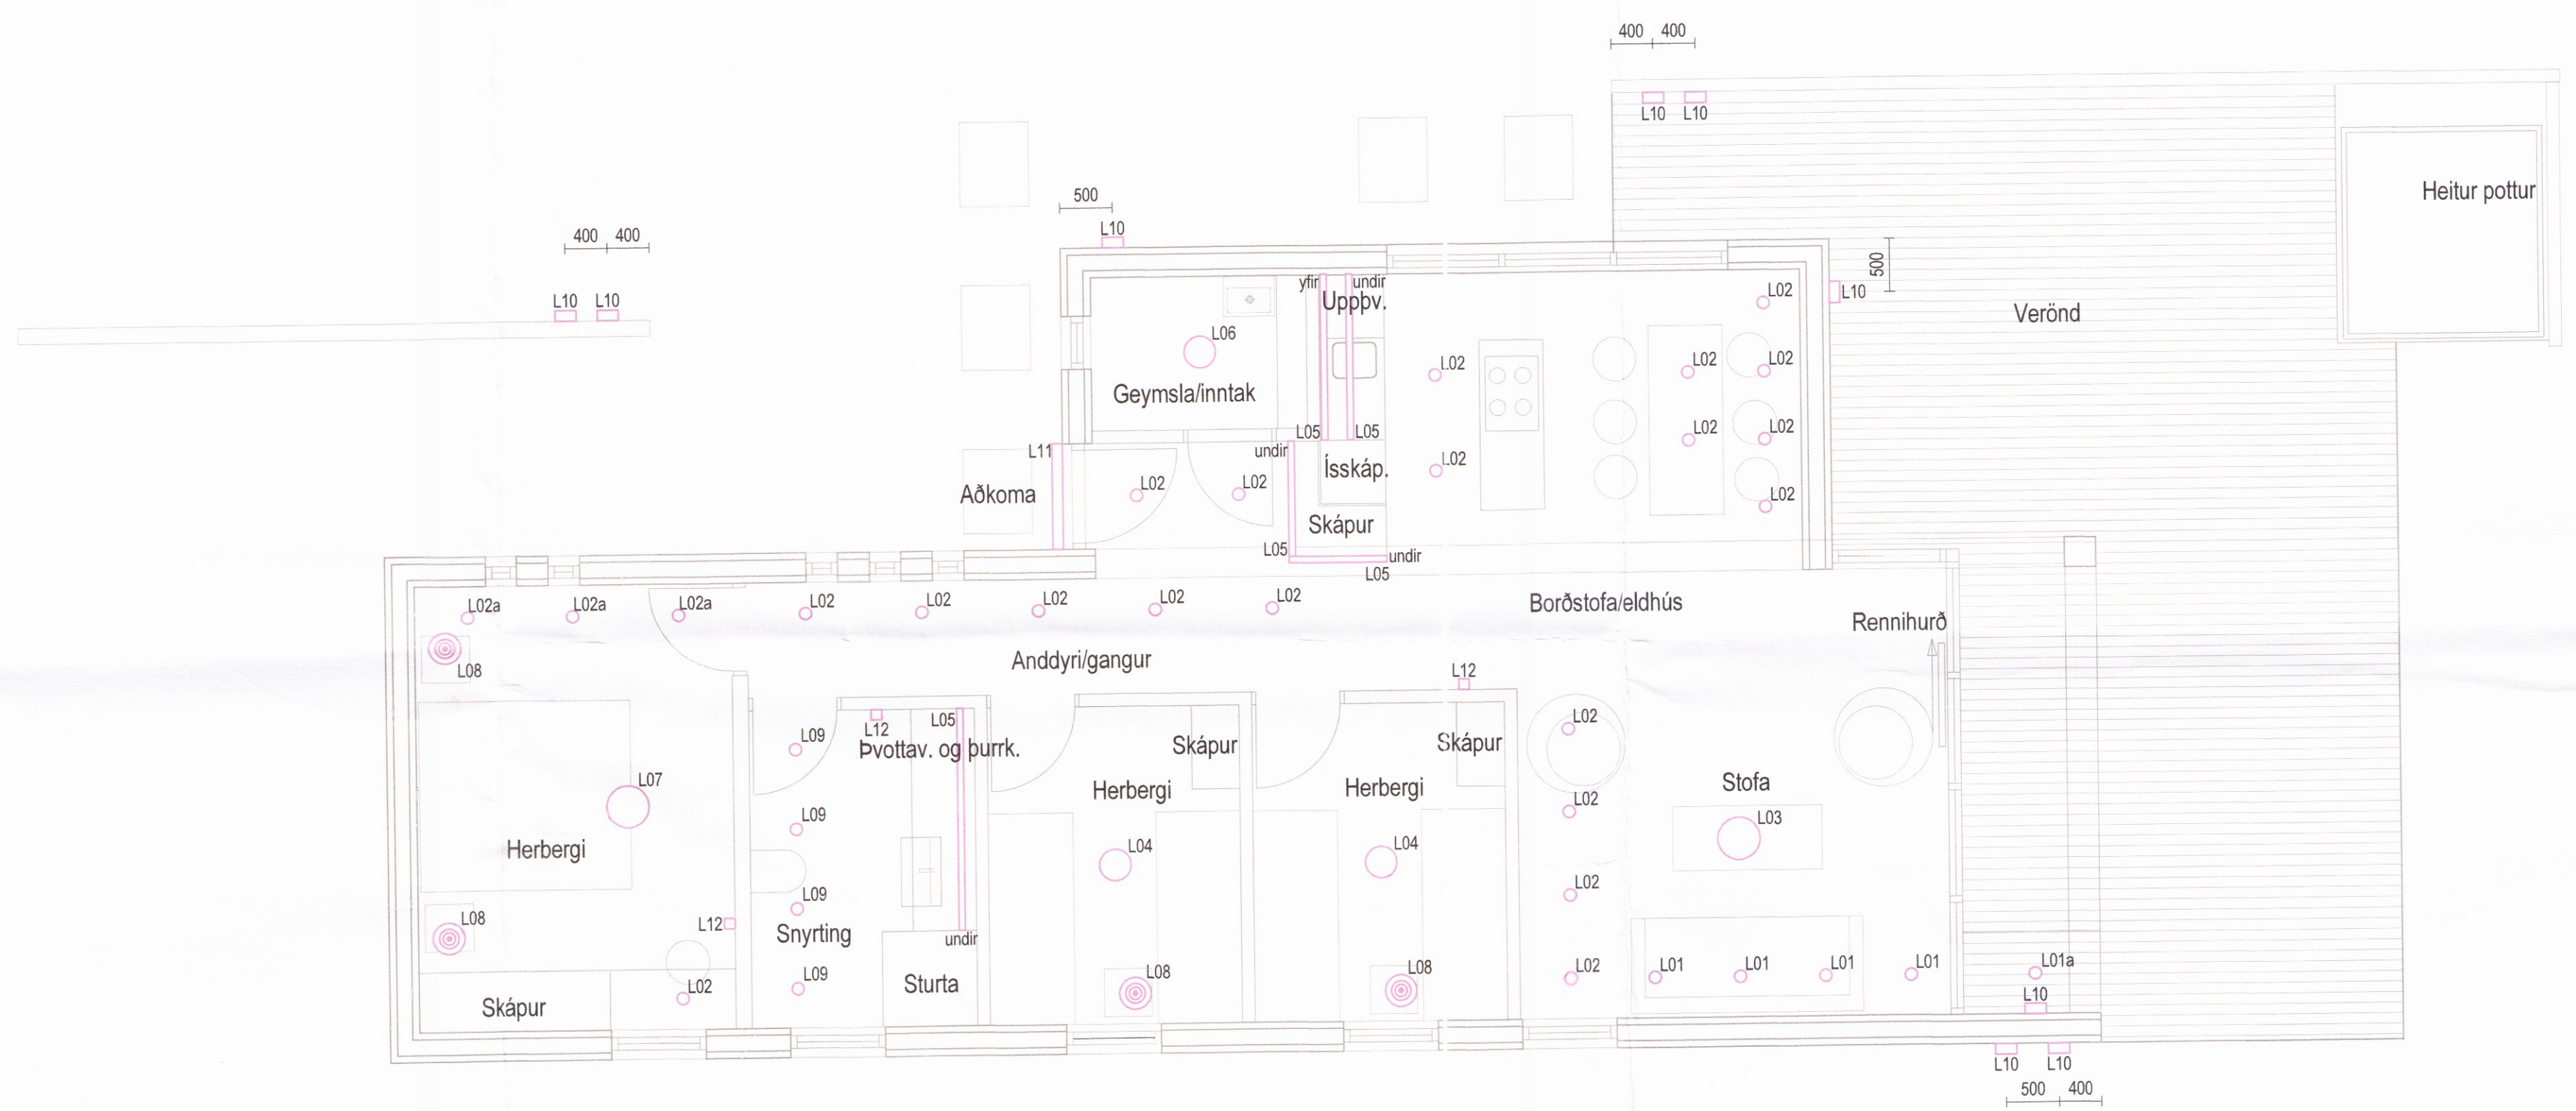 400 400
L10 L10
Heitur pottur
500
L10
400 400
L10 L10
500
L10
Verönd
yfir
undir
Uppþv.
L06
Geymsla/inntak
L05 L05
L02
L02
L02
L02
L02
L02
L02
L02
L11
undir
Ísskáp.
Aðkoma
L02
L02
Skápur
L05
undir
L05
L02a
L02a
L02a
L02
L02
L02
L02
L02
Borðstofa/eldhús
Rennihurð
L08
Anddyri/gangur
L12
L09
L12
L05
Þvottav. og þurrk.
Skápur
Skápur
L02
L07
Herbergi
Herbergi
Stofa
L02
L03
L09
Herbergi
L04
L04
L09
L02
L08
L12
Snyrting
undir
L02
L01
L01
L01
L01
L01a
L09
Sturta
L08
L08
Skápur
L02
L10
L10 L10
500 400